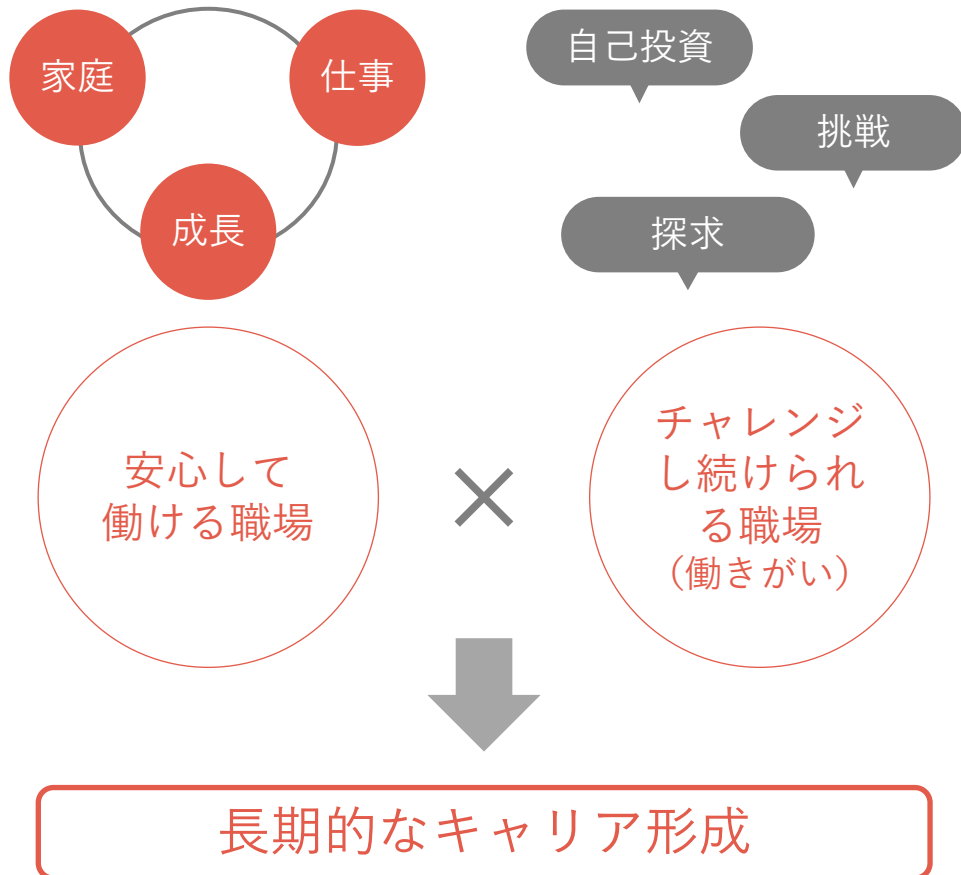 家庭
仕事
成長
自己投資
挑戦
探求
安心して
働ける職場
×
チャレンジ
し続けられ
る職場
（働きがい）
長期的なキャリア形成